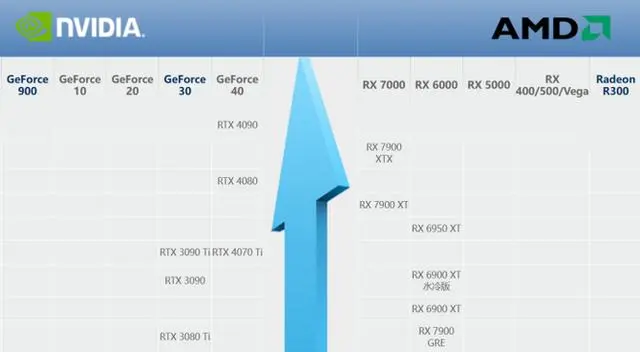 NVIDIA.
AMD
GeForce
900
GeForce
10
GeForce
20
GeForce
30
GeForce
40
RX 7000
RX 6000
RX 5000
RX
400/500/Vega
Radeon
R300
RTX 4090
RX 7900
XTX
RTX 4080
RX 7900 XT
RX 6950 XT
RTX 3090 Ti
RTX 4070 Ti
RTX 3090
RX 6900 XT
水冷版
RX 6900 XT
RTX 3080 Ti
RX 7900
GRE